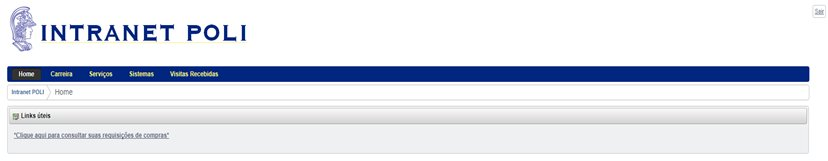 Sair
INTRANET POLI
Home Carreira Serviços Sistemas Visitas Recebidas
Intranet POLI Home
Links úteis
"Clique aqui para consultar suas requisições de compras"